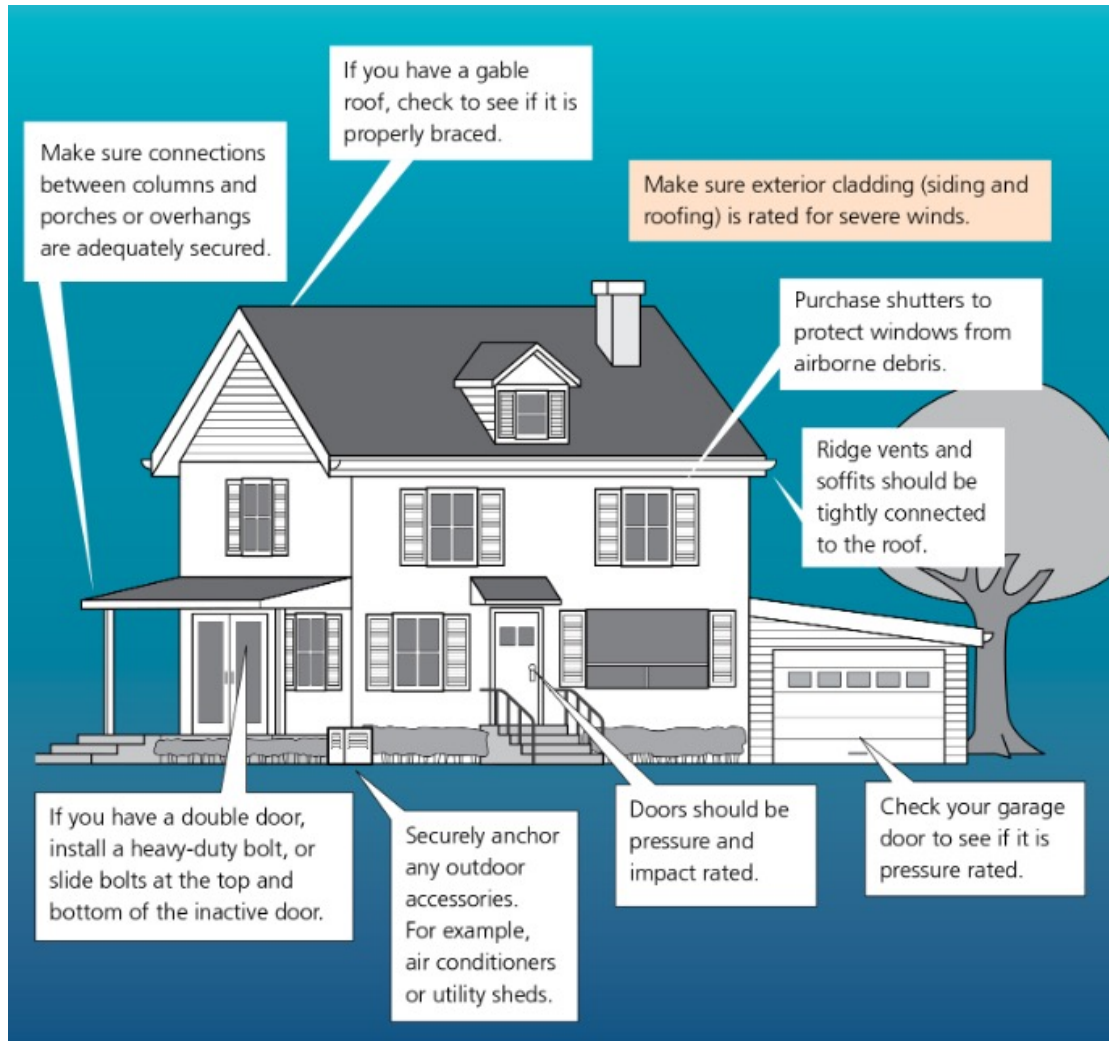 If you have a gable
roof, check to see if it is
properly braced.
Make sure connections
between columns and
porches or overhangs
are adequately secured.
Make sure exterior cladding (siding and
roofing) is rated for severe winds.
Purchase shutters to
protect windows from
airborne debris.
Ridge vents and
soffits should be
tightly connected
to the roof.
If you have a double door,
install a heavy-duty bolt, or
slide bolts at the top and
bottom of the inactive door.
Securely anchor
any outdoor
accessories.
For example,
air conditioners
or utility sheds.
Doors should be
pressure and
impact rated.
Check your garage
door to see if it is
pressure rated.